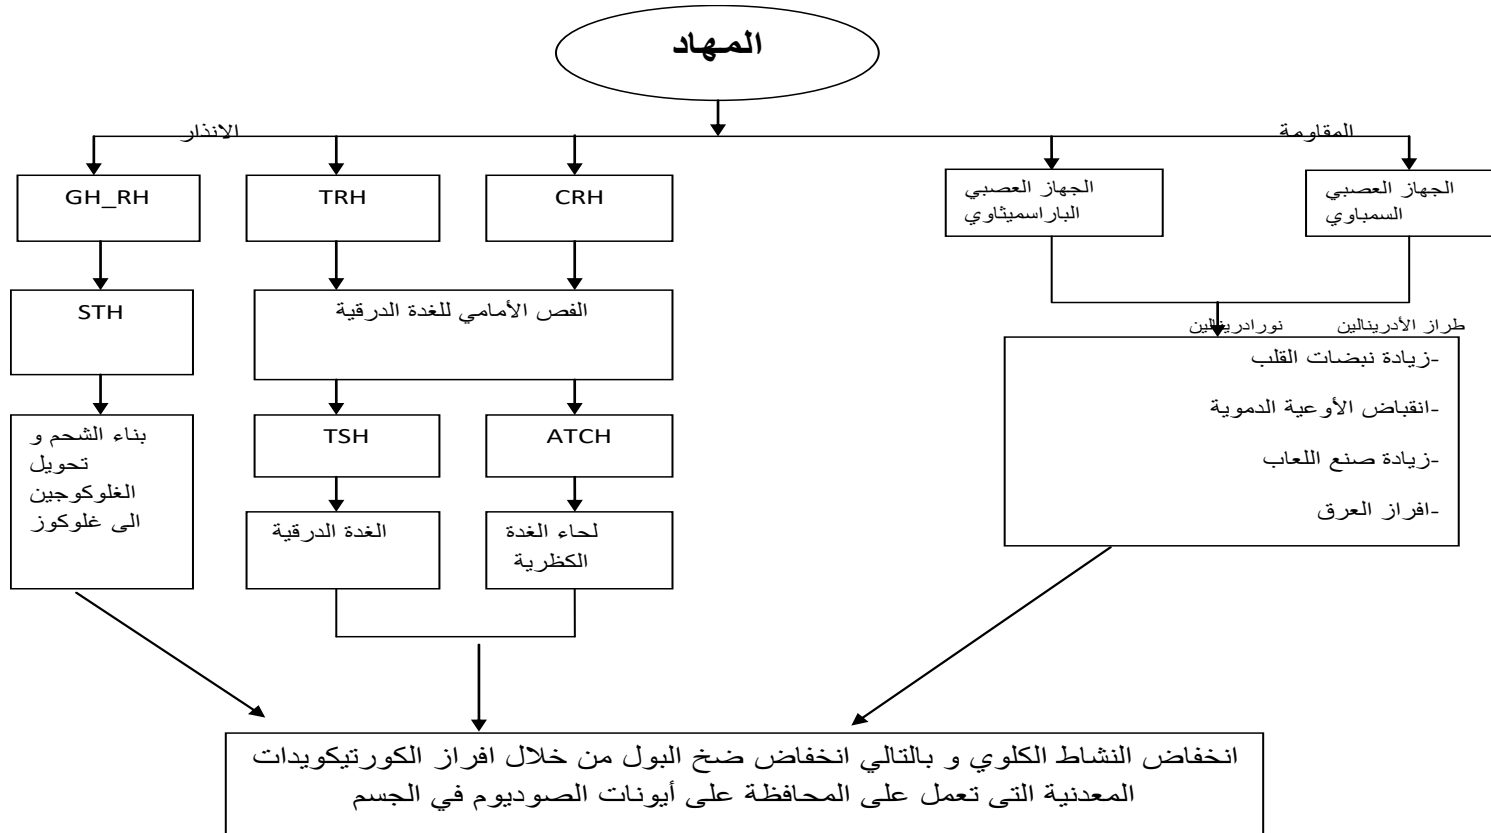 المهاد
المقاومة
الانذار
الجهاز العصبي
السمباوي
الجهاز العصبي
الباراسميثاوي
CRH
TRH
GH_RH
الفص الأمامي للغدة الدرقية
STH
طراز الأدرينالين
نورادرينالين
-زيادة نبضات القلب
-انقباض الأوعية الدموية
-زيادة صنع اللعاب
-افراز العرق
ATCH
TSH
بناء الشحم و
تحويل
الغلوكوجين
الى غلوكوز
لحاء الغدة
الكظرية
الغدة الدرقية
انخفاض النشاط الكلوي و بالتالي انخفاض ضخ البول من خلال افراز الكورتيكويدات
المعدنية التى تعمل على المحافظة على أيونات الصوديوم في الجسم